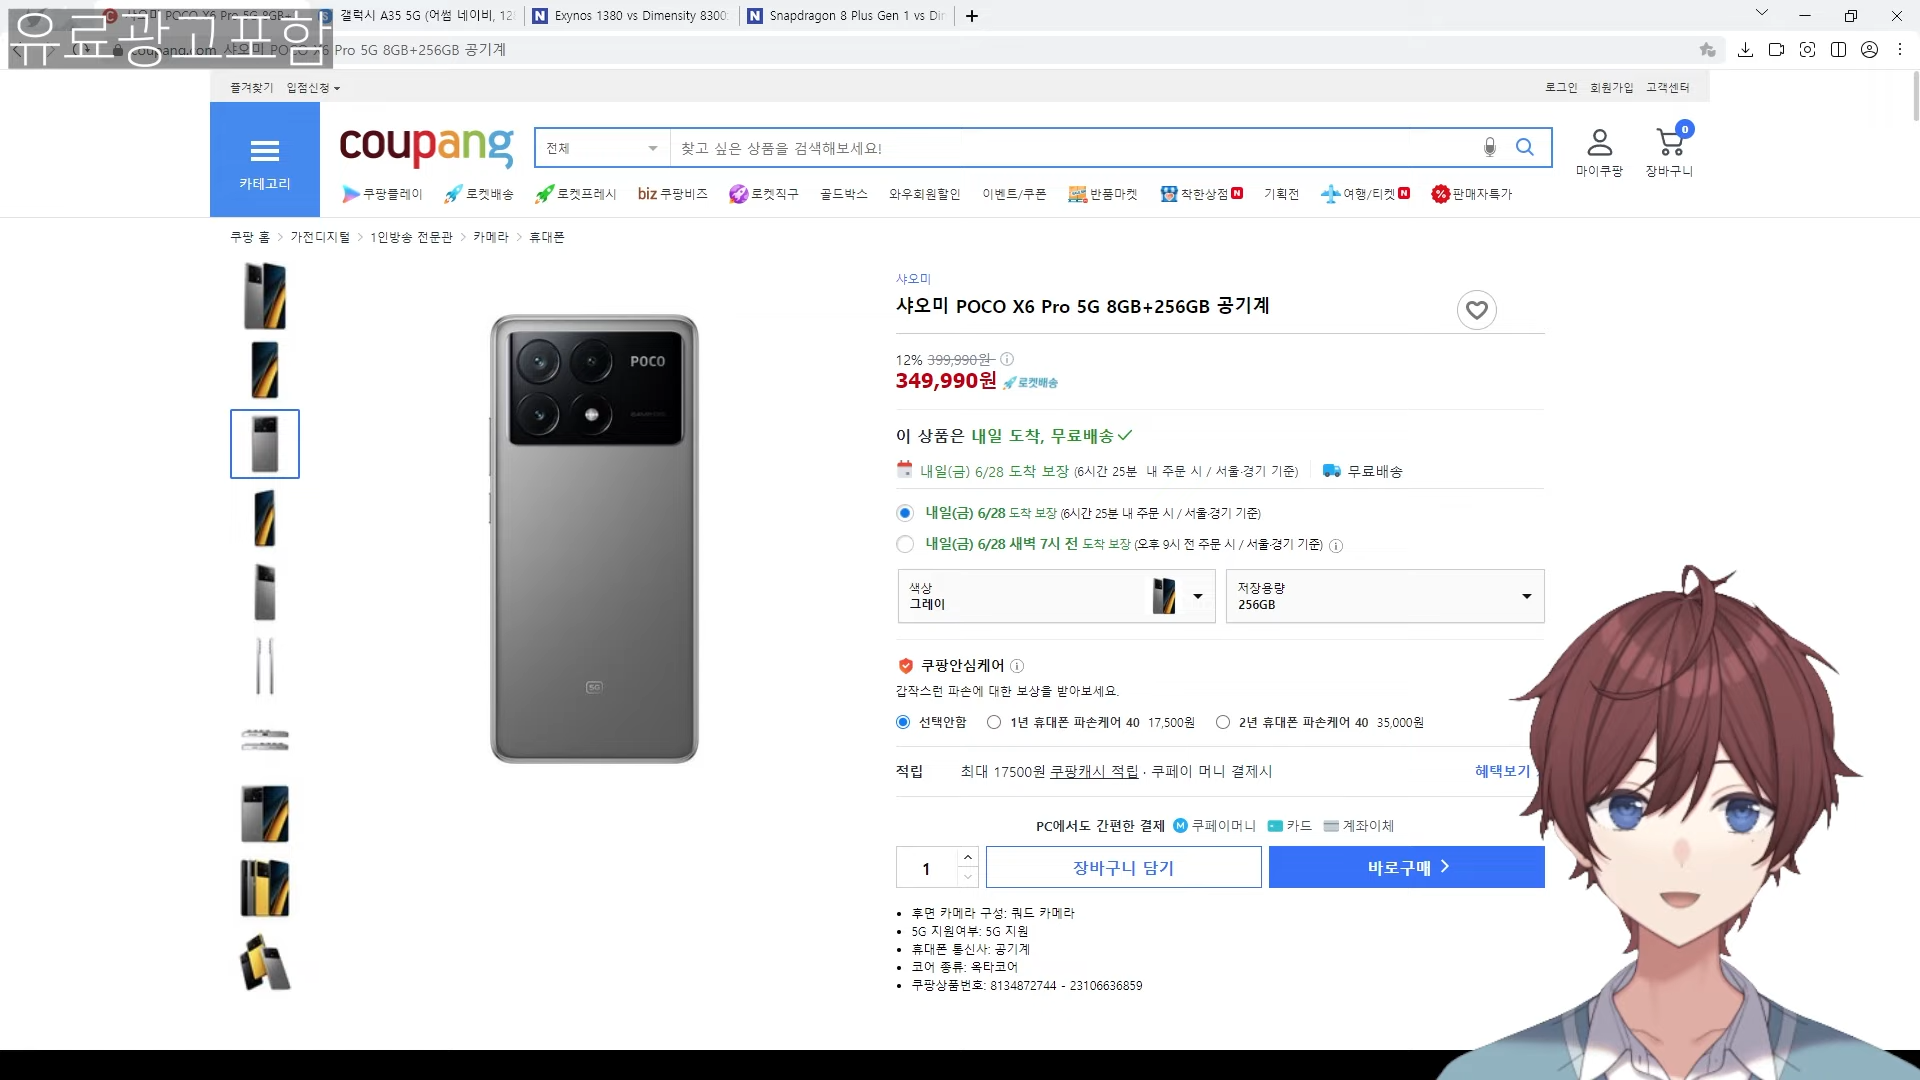 유료광고포함
샤오미 POCO X6 Pro 5G 8GB+
갤럭시 A35 5G (어썸 네이비, 12
Exynos 1380 vs Dimensity 8300:
Snapdragon 8 Plus Gen 1 vs Dir
coupang.com 샤오미 POCO X6 Pro 5G 8GB+256GB 공기계
즐겨찾기 입점신청
로그인 회원가입 고객센터
카테고리
coupang
전체
찾고 싶은 상품을 검색해보세요!
마이쿠팡
0
장바구니
쿠팡플레이 로켓배송 로켓프레시 biz 쿠팡비즈 로켓직구 골드박스 와우회원할인 이벤트/쿠폰 반품마켓 착한상점 N 기획전 여행/티켓 N 판매자특가
쿠팡 홈 > 가전디지털 > 1인방송 전문관 > 카메라 > 휴대폰
POCO
5G
샤오미
샤오미 POCO X6 Pro 5G 8GB+256GB 공기계
12% 399,990원
349,990원 로켓배송
이 상품은 내일 도착, 무료배송
내일(금) 6/28 도착 보장 (6시간 25분 내 주문 시 / 서울·경기 기준) 무료배송
내일(금) 6/28 도착 보장 (6시간 25분 내 주문 시 / 서울·경기 기준)
내일(금) 6/28 새벽 7시 전 도착 보장 (오후 9시 전 주문 시 / 서울·경기 기준)
색상
그레이
저장용량
256GB
쿠팡안심케어
갑작스런 파손에 대한 보상을 받아보세요.
선택안함 1년 휴대폰 파손케어 40 17,500원 2년 휴대폰 파손케어 40 35,000원
적립 최대 17500원 쿠팡캐시 적립 · 쿠페이 머니 결제시 혜택보기
PC에서도 간편한 결제 쿠페이머니 카드 계좌이체
1
장바구니 담기
바로구매 >
• 후면 카메라 구성: 쿼드 카메라
• 5G 지원여부: 5G 지원
• 휴대폰 통신사: 공기계
• 코어 종류: 옥타코어
• 쿠팡상품번호: 8134872744 - 23106636859